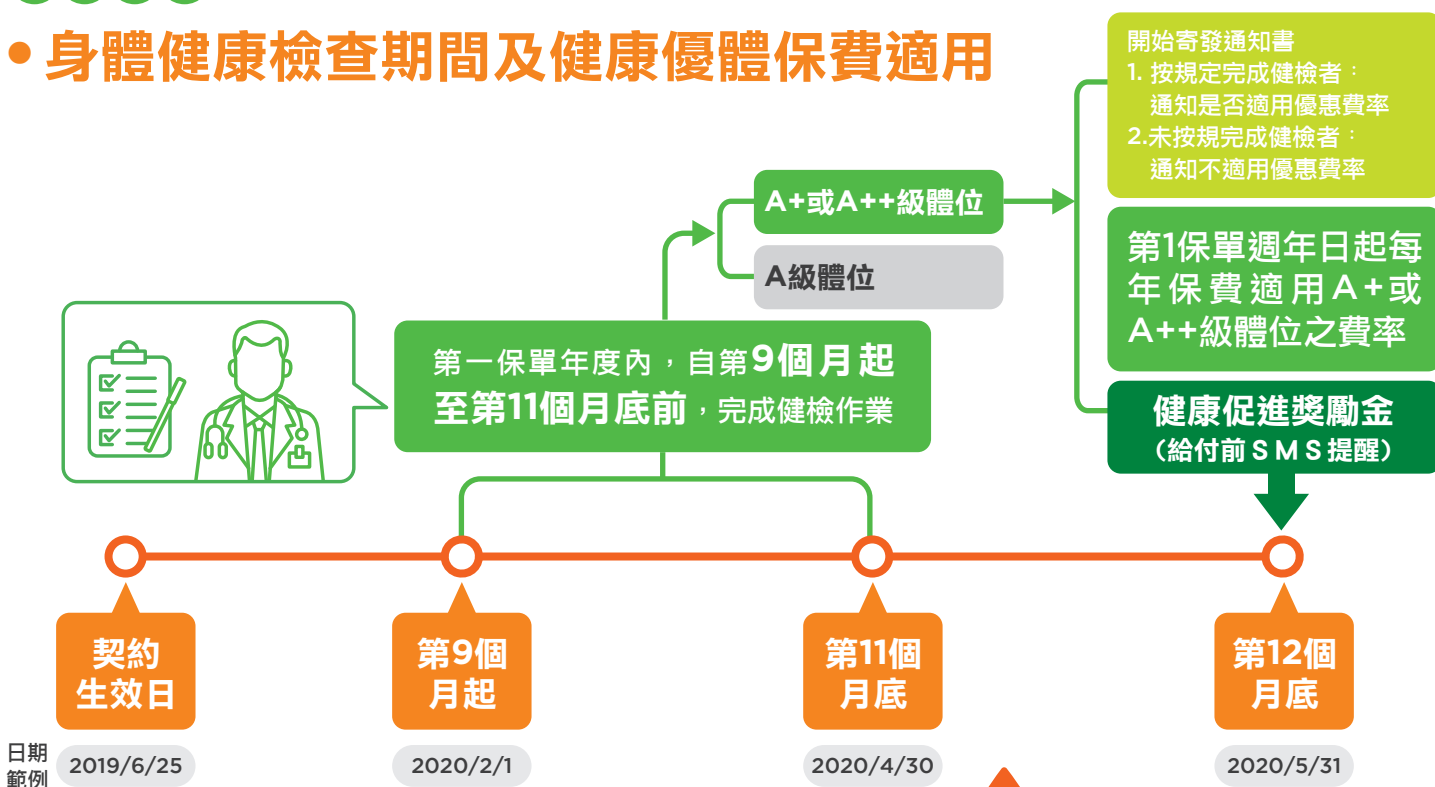 •身體健康檢查期間及健康優體保費適用
開始寄發通知書
1. 按規定完成健檢者：
通知是否適用優惠費率
2.未按規完成健檢者：
通知不適用優惠費率
A+或A++級體位
A級體位
第1保單週年日起每
年保費適用A+或
A++級體位之費率
第一保單年度內，自第9個月起
至第11個月底前，完成健檢作業
健康促進獎勵金
（給付前SMS提醒）
契約
生效日
第9個
月起
第11個
月底
第12個
月底
日期
範例
2019/6/25
2020/2/1
2020/4/30
2020/5/31